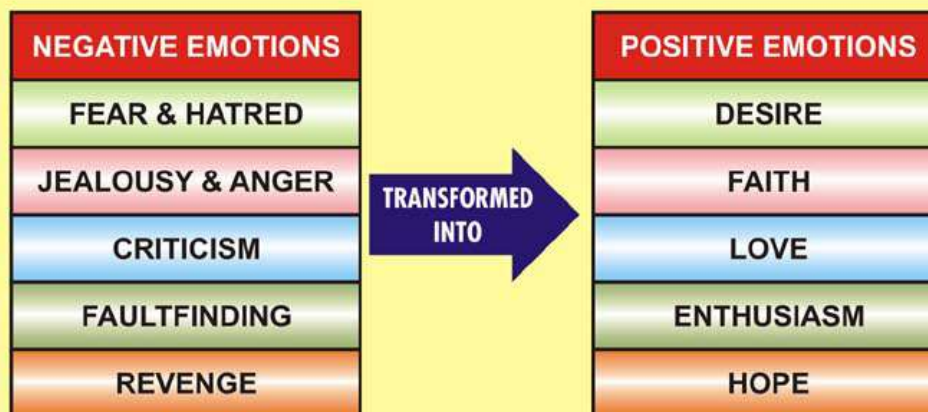 NEGATIVE EMOTIONS
FEAR & HATRED
JEALOUSY & ANGER
CRITICISM
FAULTFINDING
REVENGE
TRANSFORMED
INTO
POSITIVE EMOTIONS
DESIRE
FAITH
LOVE
ENTHUSIASM
HOPE